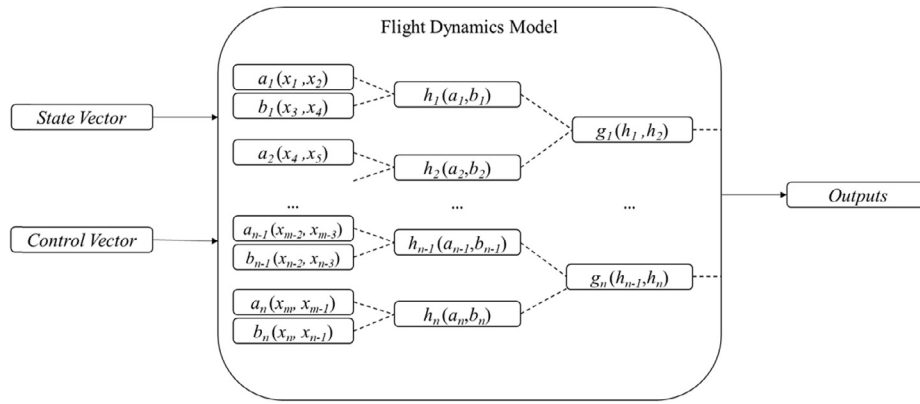 Flight Dynamics Model
a1(x1 ,x2)
b1(x3 ,x4)
h1(a1,b1)
State Vector
g1(h1 ,h2)
a2(x4 ,x5)
h2(a2,b2)
... ... ...
Outputs
an-1(xm-2, xm-3)
Control Vector
hn-1(an-1,bn-1)
bn-1(xn-2, xn-3)
gn(hn-1,hn)
an(xm, xm-1)
hn(an,bn)
bn(xn, xn-1)